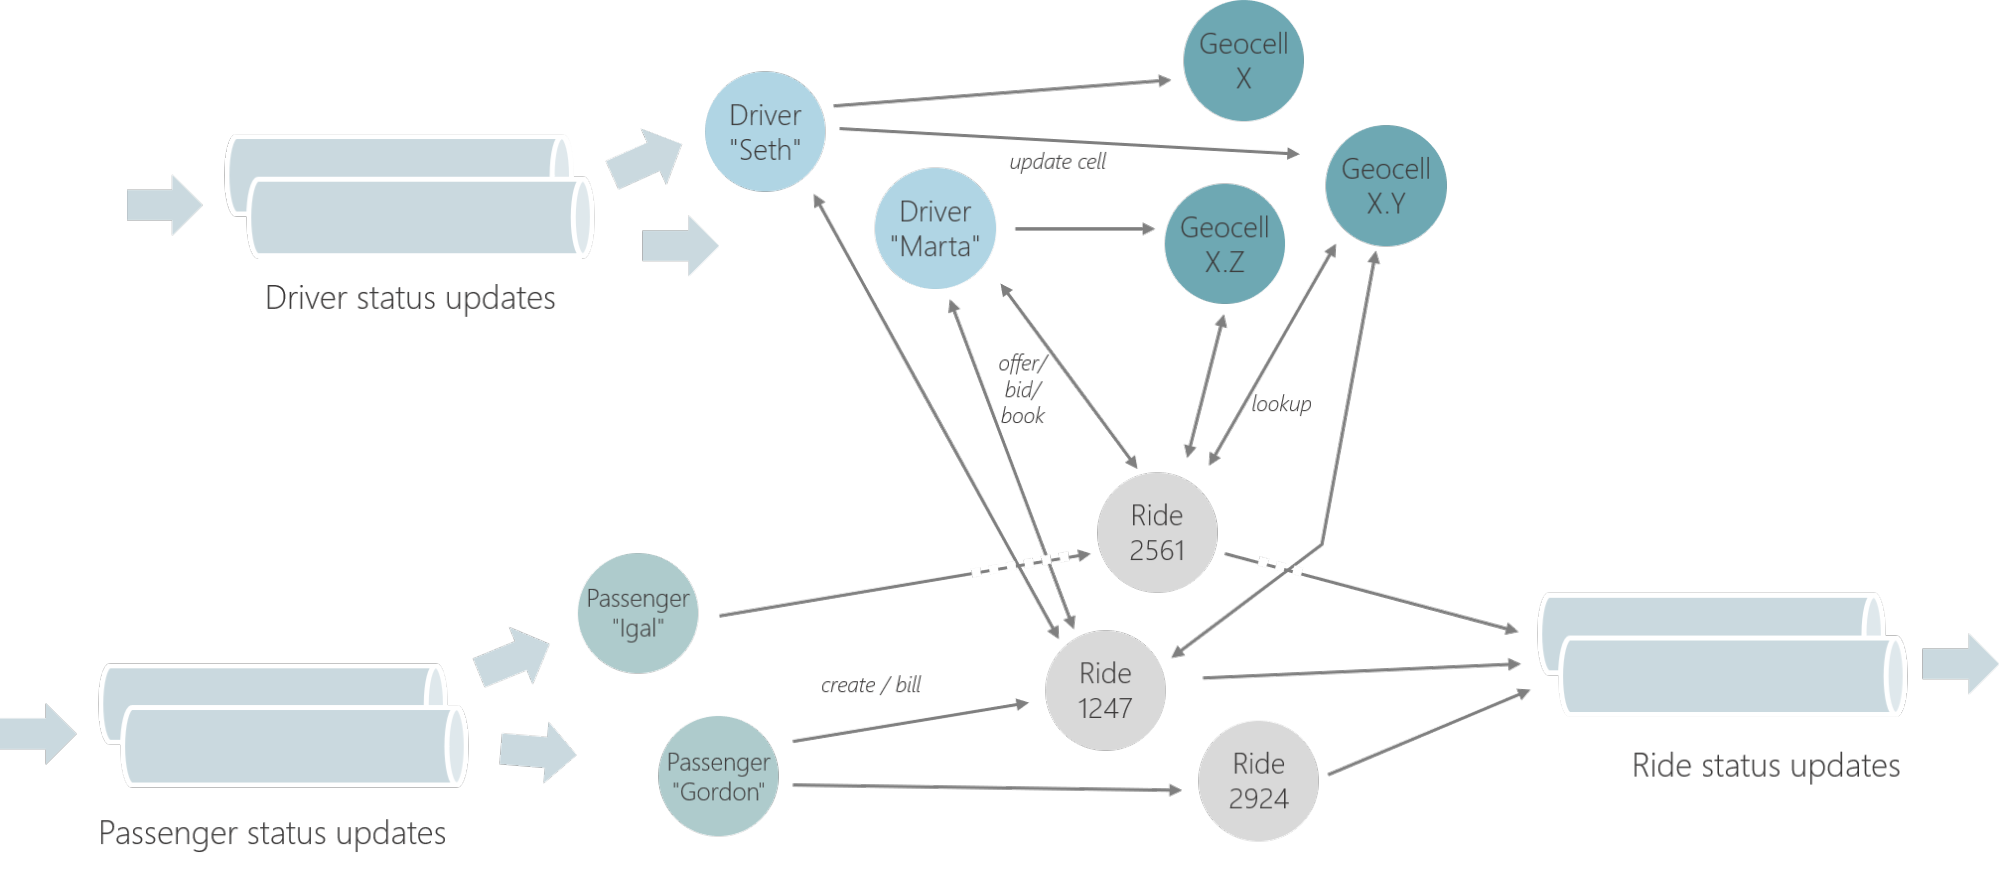 Geocell
X
Driver
"Seth"
update cell
Geocell
X.Y
Driver
"Marta"
Geocell
X.Z
Driver status updates
offer/
bid/
book
lookup
Ride
2561
Passenger
"Igal"
create / bill
Ride
1247
Passenger
"Gordon"
Ride
2924
Ride status updates
Passenger status updates